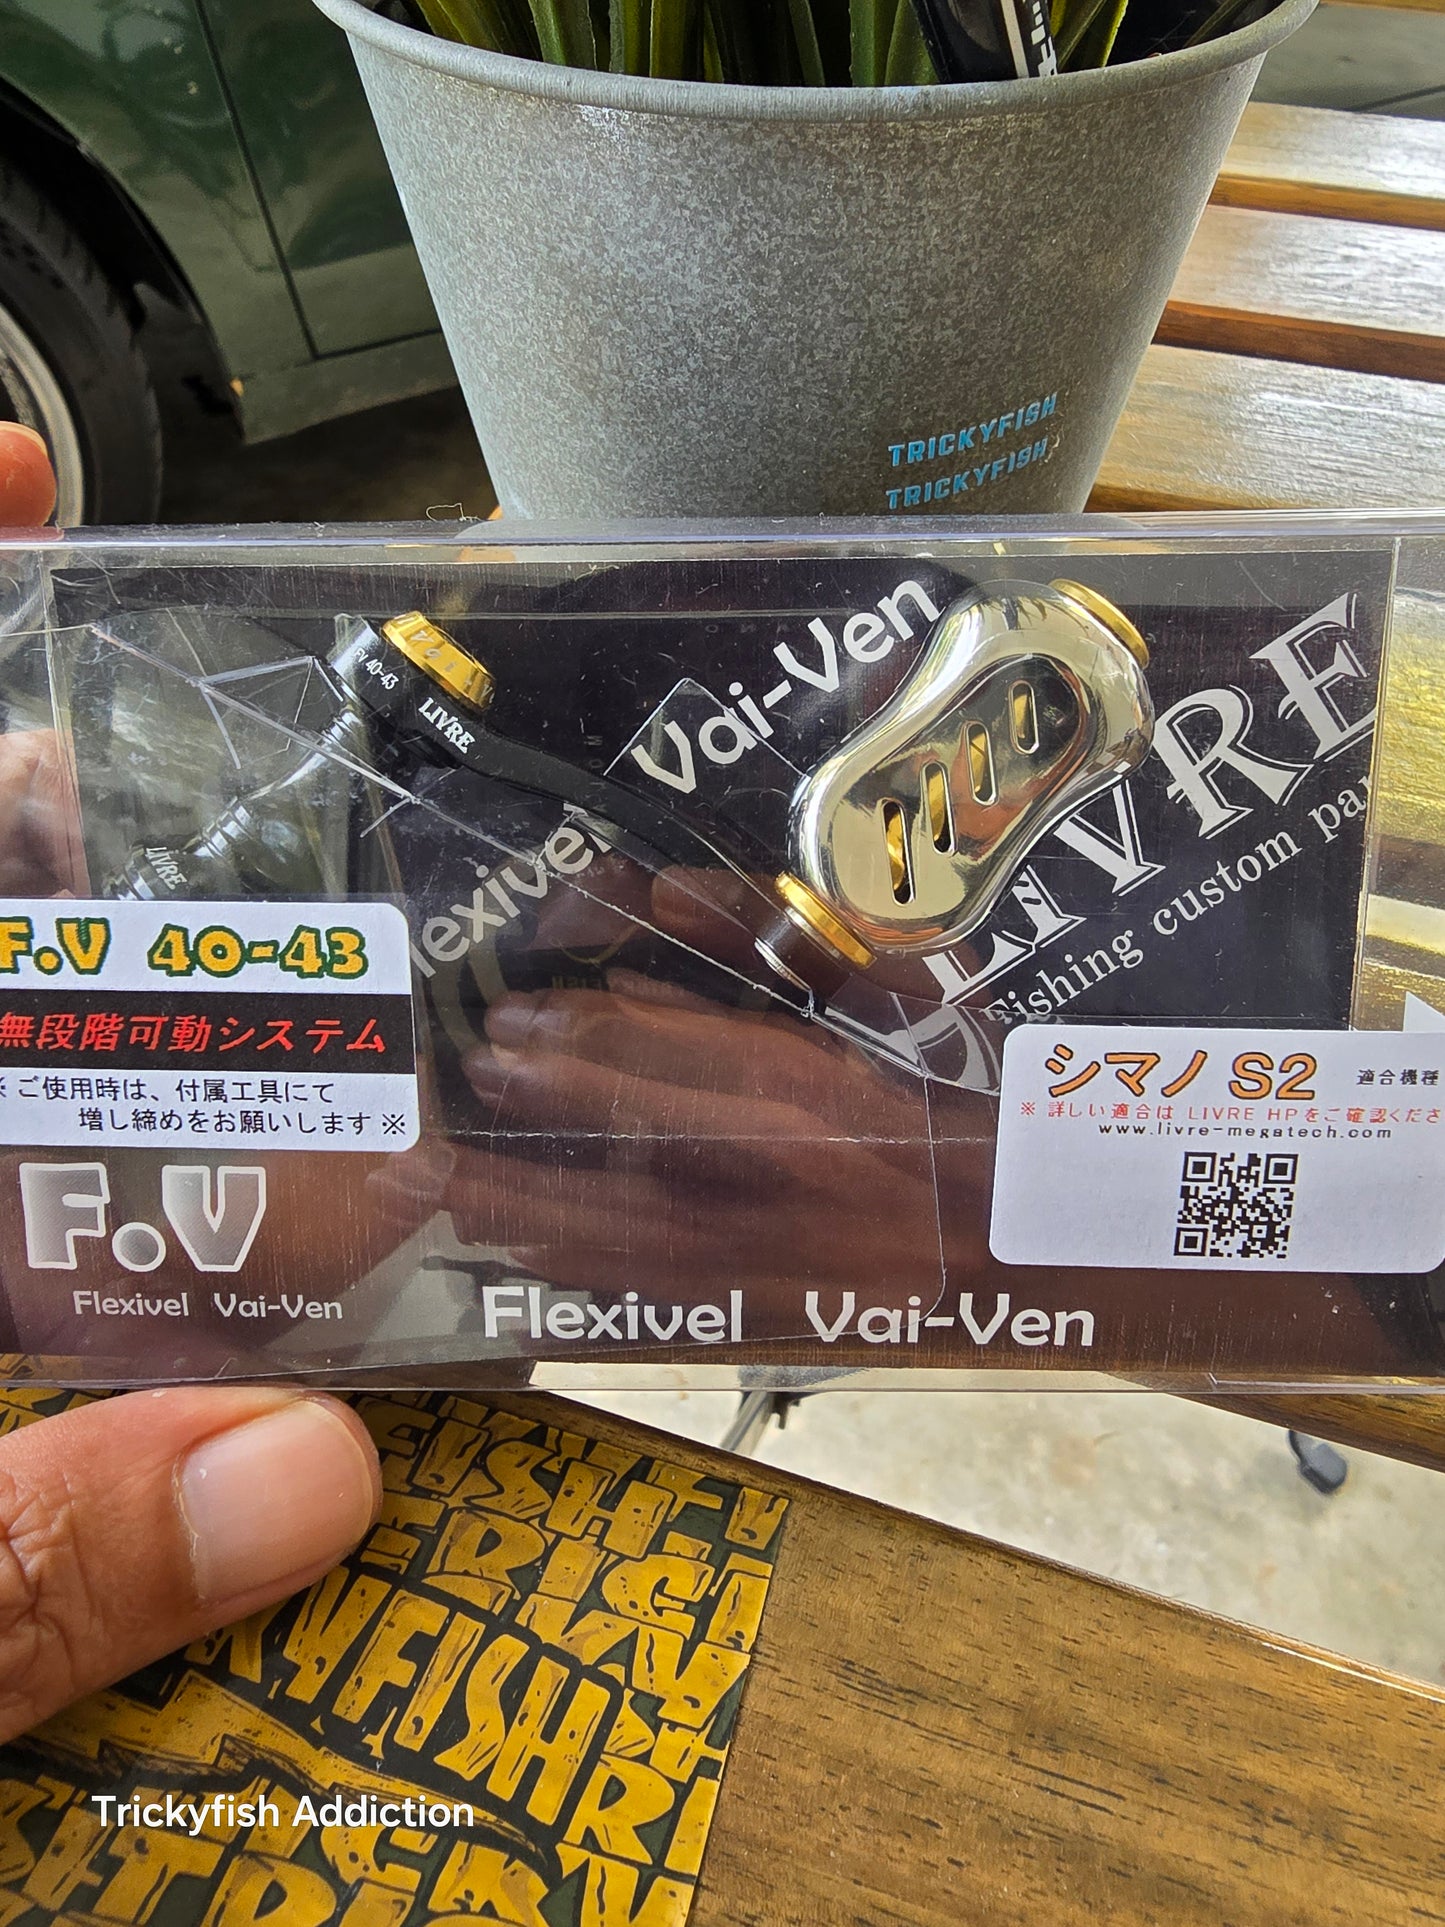 TRICKYFISH
TRICKYFISH
Vai-Ven
FV 40-43
LIVRE
LIVRE
LIVRE
Fishing custom
F.V 40-43
無段階可動システム
ご使用時は、付属工具にて
増し締めをお願いします※
シマノ S2 適合機種
※ 詳しい適合は LIVRE HPをご確認くださ
www.livre-megatech.com
F.V
Flexivel Vai-Ven
Flexivel Vai-Ven
Trickyfish Addiction